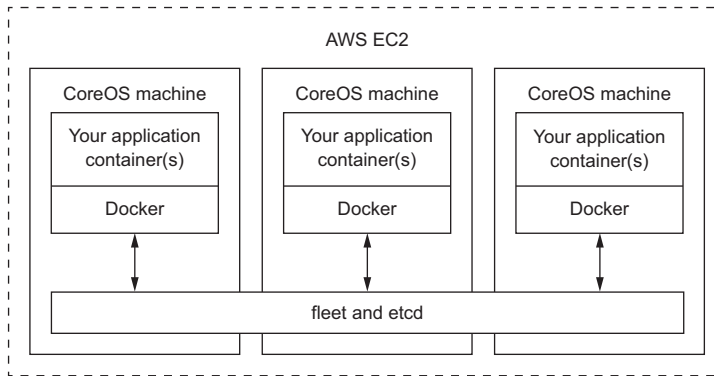 AWS EC2
CoreOS machine
Your application
container(s)
Docker
CoreOS machine
Your application
container(s)
Docker
CoreOS machine
Your application
container(s)
Docker
fleet and etcd